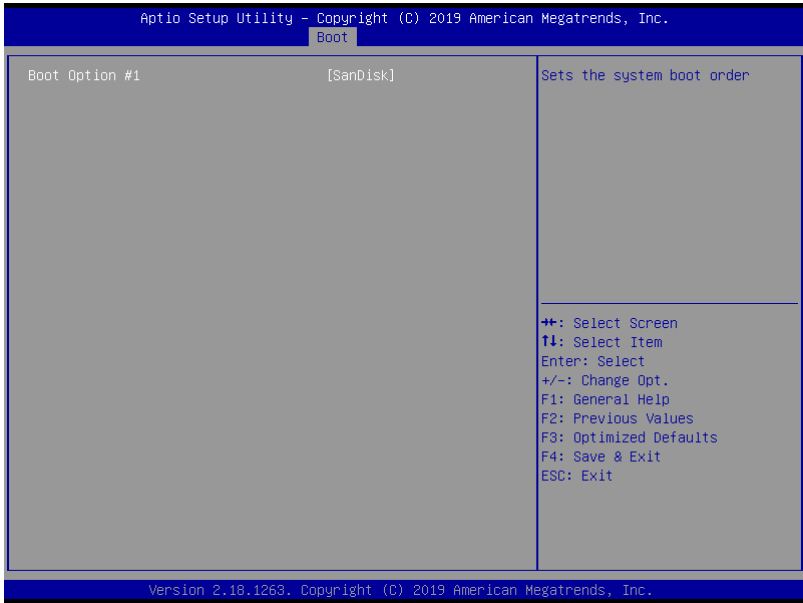 Aptio Setup Utility – Copyright (C) 2019 American Megatrends, Inc.
Boot
Boot Option #1 [SanDisk]
Sets the system boot order
→←: Select Screen
↑↓: Select Item
Enter: Select
+/-: Change Opt.
F1: General Help
F2: Previous Values
F3: Optimized Defaults
F4: Save & Exit
ESC: Exit
Version 2.18.1263. Copyright (C) 2019 American Megatrends, Inc.